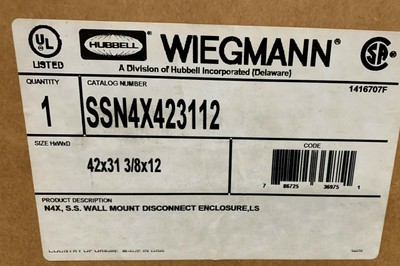 UL
LISTED
HUBBELL
WIEGMANN®
A Division of Hubbell Incorporated (Delaware)
SA
QUANTITY
CATALOG NUMBER
1416707F
1
SSN4X423112
SIZE HxWxD
CODE
42x31 3/8x12
7 86725 36975 1
PRODUCT DESCRIPTION
N4X, S.S. WALL MOUNT DISCONNECT ENCLOSURE,LS